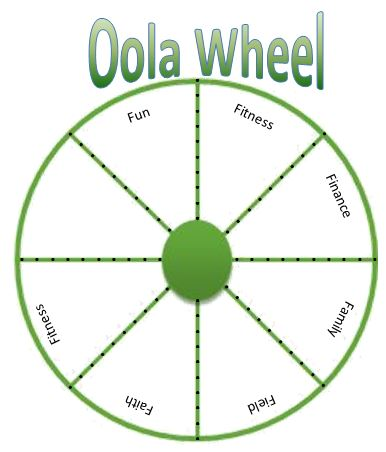 Oola Wheel
Fun
Fitness
Finance
Family
Field
Faith
Fitness